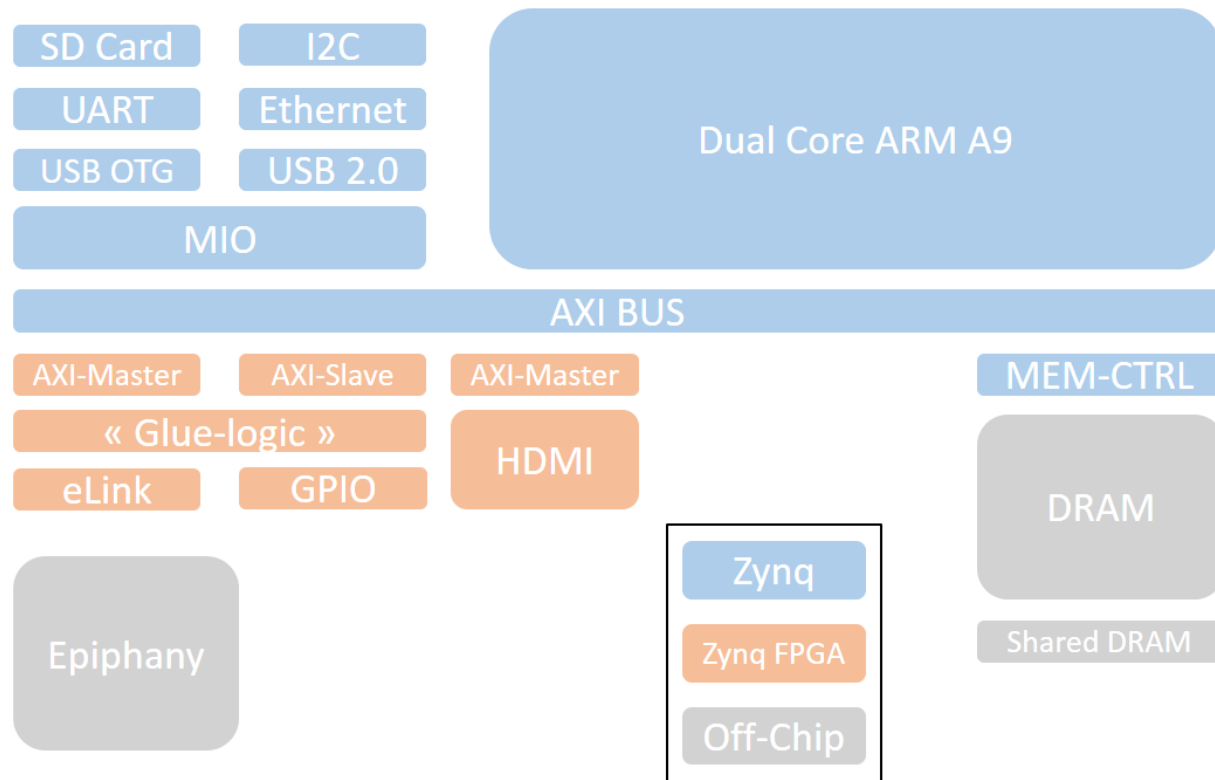 SD Card
I2C
UART
Ethernet
USB OTG
USB 2.0
MIO
Dual Core ARM A9
AXI BUS
AXI-Master
AXI-Slave
AXI-Master
MEM-CTRL
« Glue-logic »
HDMI
eLink
GPIO
DRAM
Epiphany
Zynq
Zynq FPGA
Off-Chip
Shared DRAM